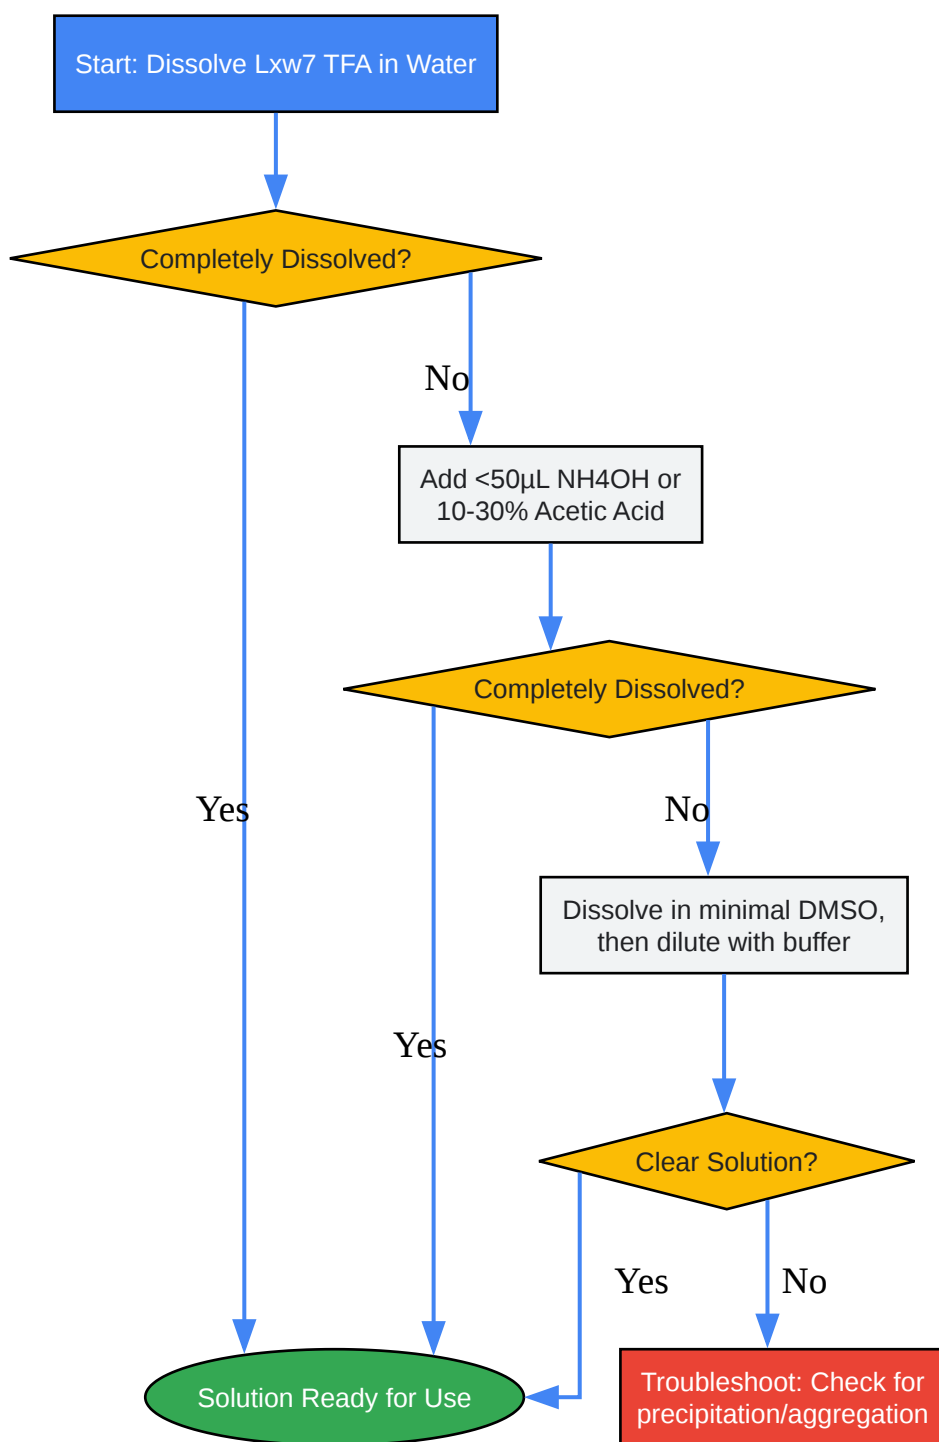 Start: Dissolve Lxw7 TFA in Water
Completely Dissolved?
No
Add <50µL NH4OH or
10-30% Acetic Acid
Completely Dissolved?
Yes
No
Dissolve in minimal DMSO,
then dilute with buffer
Yes
Clear Solution?
Yes
No
Solution Ready for Use
Troubleshoot: Check for
precipitation/aggregation